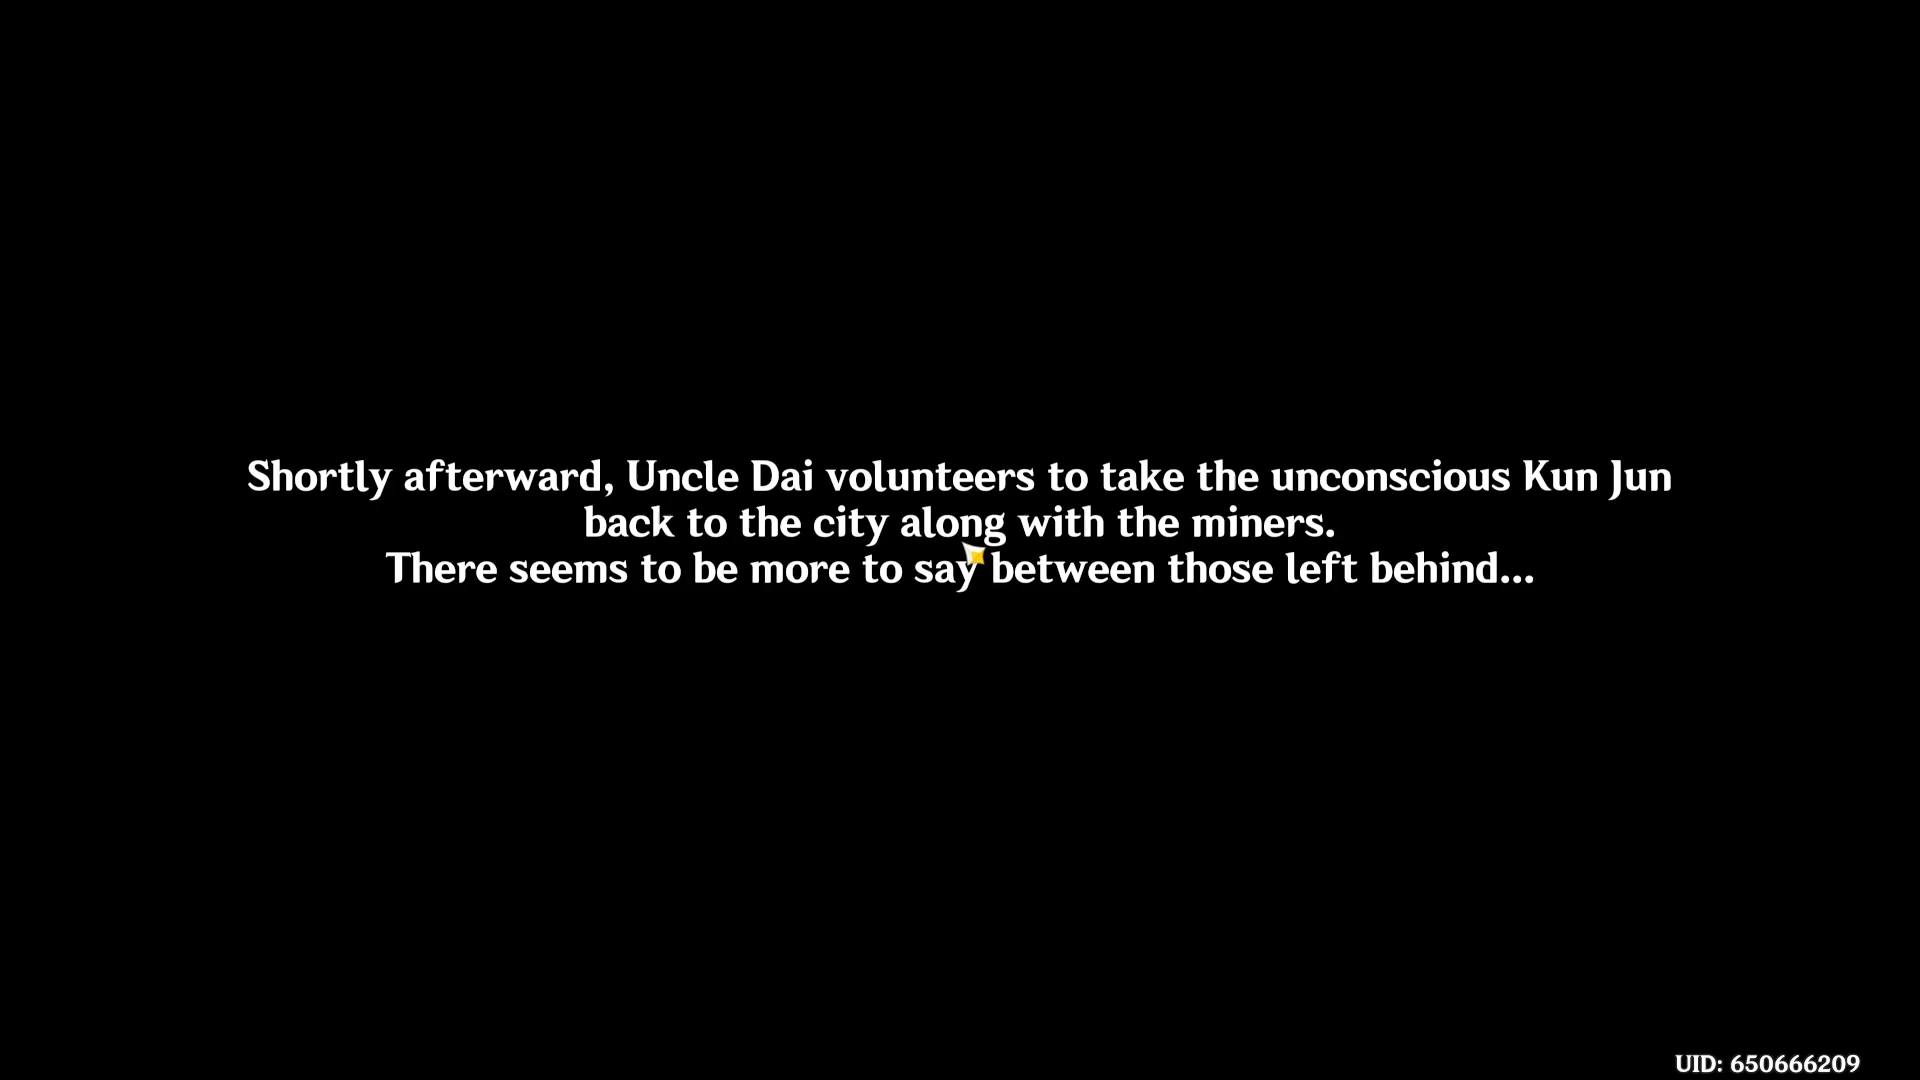 Shortly afterward, Uncle Dai volunteers to take the unconscious Kun Jun
back to the city along with the miners.
There seems to be more to say between those left behind...
UID: 650666209